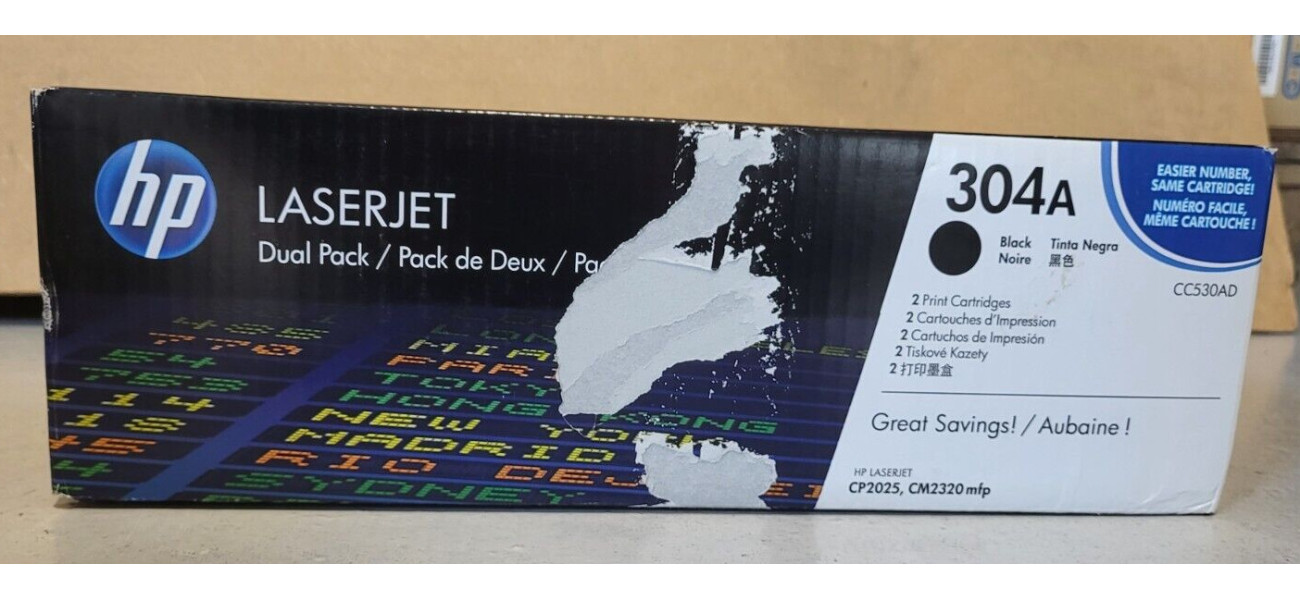 hp
LASERJET
Dual Pack / Pack de Deux /
304A
EASIER NUMBER,
SAME CARTRIDGE!
NUMÉRO FACILE,
MÊME CARTOUCHE !
Black Tinta Negra
Noire 黑色
CC530AD
2 Print Cartridges
2 Cartouches d'Impression
2 Cartuchos de Impresión
2 Tiskové Kazety
2 打印墨盒
Great Savings! / Aubaine !
HP LASERJET
CP2025, CM2320 mfp
TOKY
HONG KONG
114 NEW
MADRID
RIO DE
SYDNEY